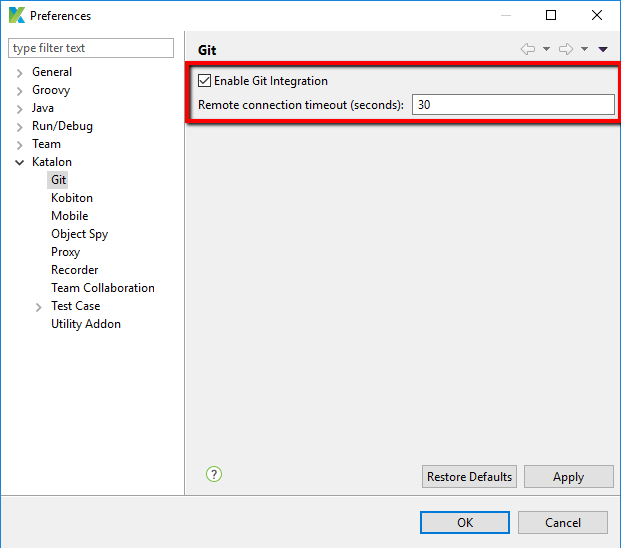 Preferences
type filter text
General
Groovy
Java
Run/Debug
Team
Katalon
Git
Kobiton
Mobile
Object Spy
Proxy
Recorder
Team Collaboration
Test Case
Utility Addon
Git
Enable Git Integration
Remote connection timeout (seconds): 30
?
Restore Defaults Apply
OK Cancel